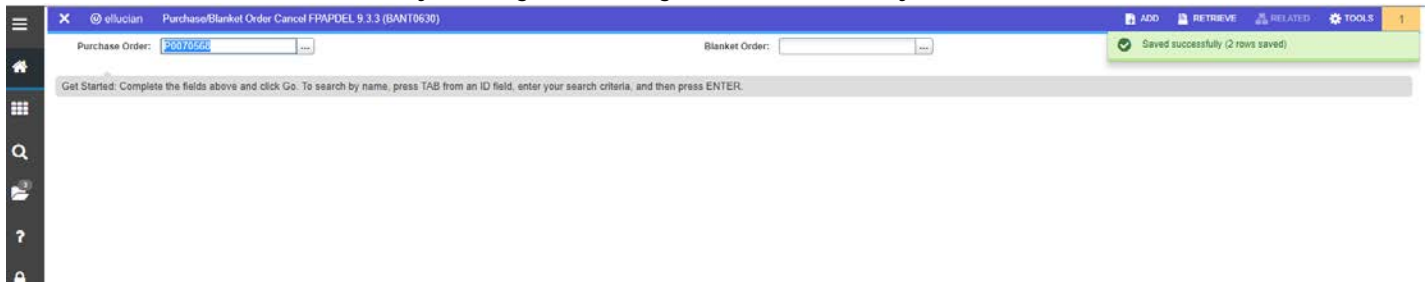 ellucian Purchase/Blanket Order Cancel FPAPDEL 9.3.3 (BANT0630) ADD RETRIEVE RELATED TOOLS 1
Purchase Order: P0070568 ... Blanket Order: ...
Saved successfully (2 rows saved)
Get Started: Complete the fields above and click Go. To search by name, press TAB from an ID field, enter your search criteria, and then press ENTER.
3
?